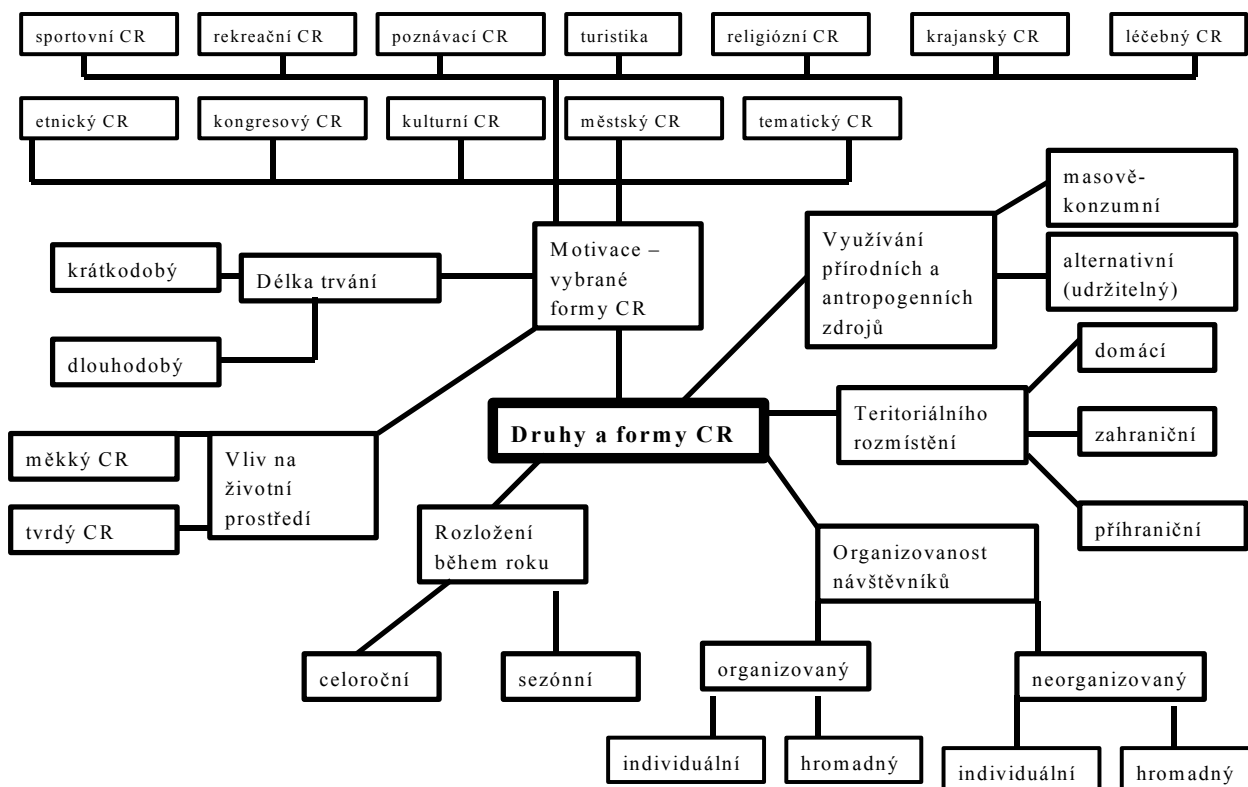 sportovní CR
rekreační CR
poznávací CR
turistika
religiózní CR
krajanský CR
léčebný CR
etnický CR
kongresový CR
kulturní CR
městský CR
tematický CR
masově-
konzumní
Motivace –
vybrané
formy CR
Využívání
přírodních a
antropogenních
zdrojů
krátkodobý
Délka trvání
alternativní
(udržitelný)
dlouhodobý
domácí
Druhy a formy CR
Teritoriálního
rozmístění
zahraniční
měkký CR
Vliv na
životní
prostředí
tvrdý CR
příhraniční
Rozložení
během roku
Organizovanost
návštěvníků
celoroční
sezónní
organizovaný
neorganizovaný
individuální
hromadný
individuální
hromadný